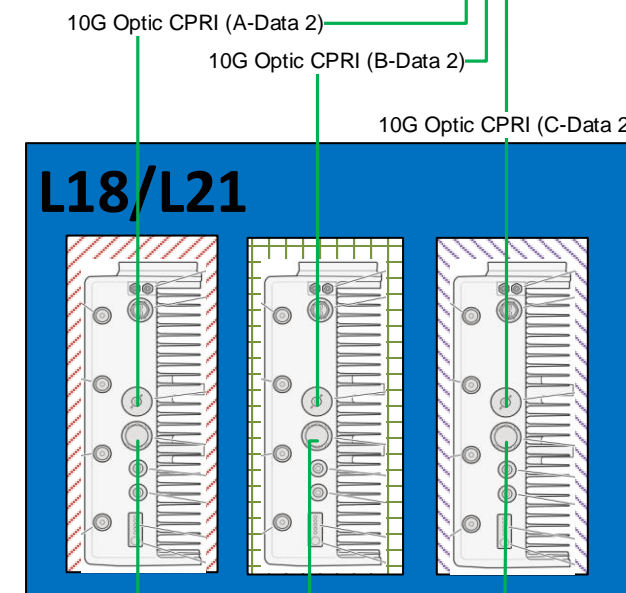 10G Optic CPRI (A-Data 2)
10G Optic CPRI (B-Data 2)
10G Optic CPRI (C-Data 2
L18/L21